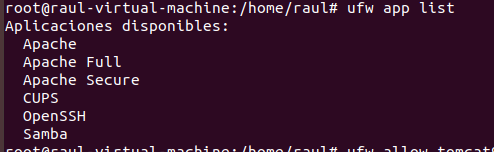 root@raul-virtual-machine:/home/raul# ufw app list
Aplicaciones disponibles:
Apache
Apache Full
Apache Secure
CUPS
OpenSSH
Samba
root@raul-virtual-machine:/home/raul# ufw allow tomcat